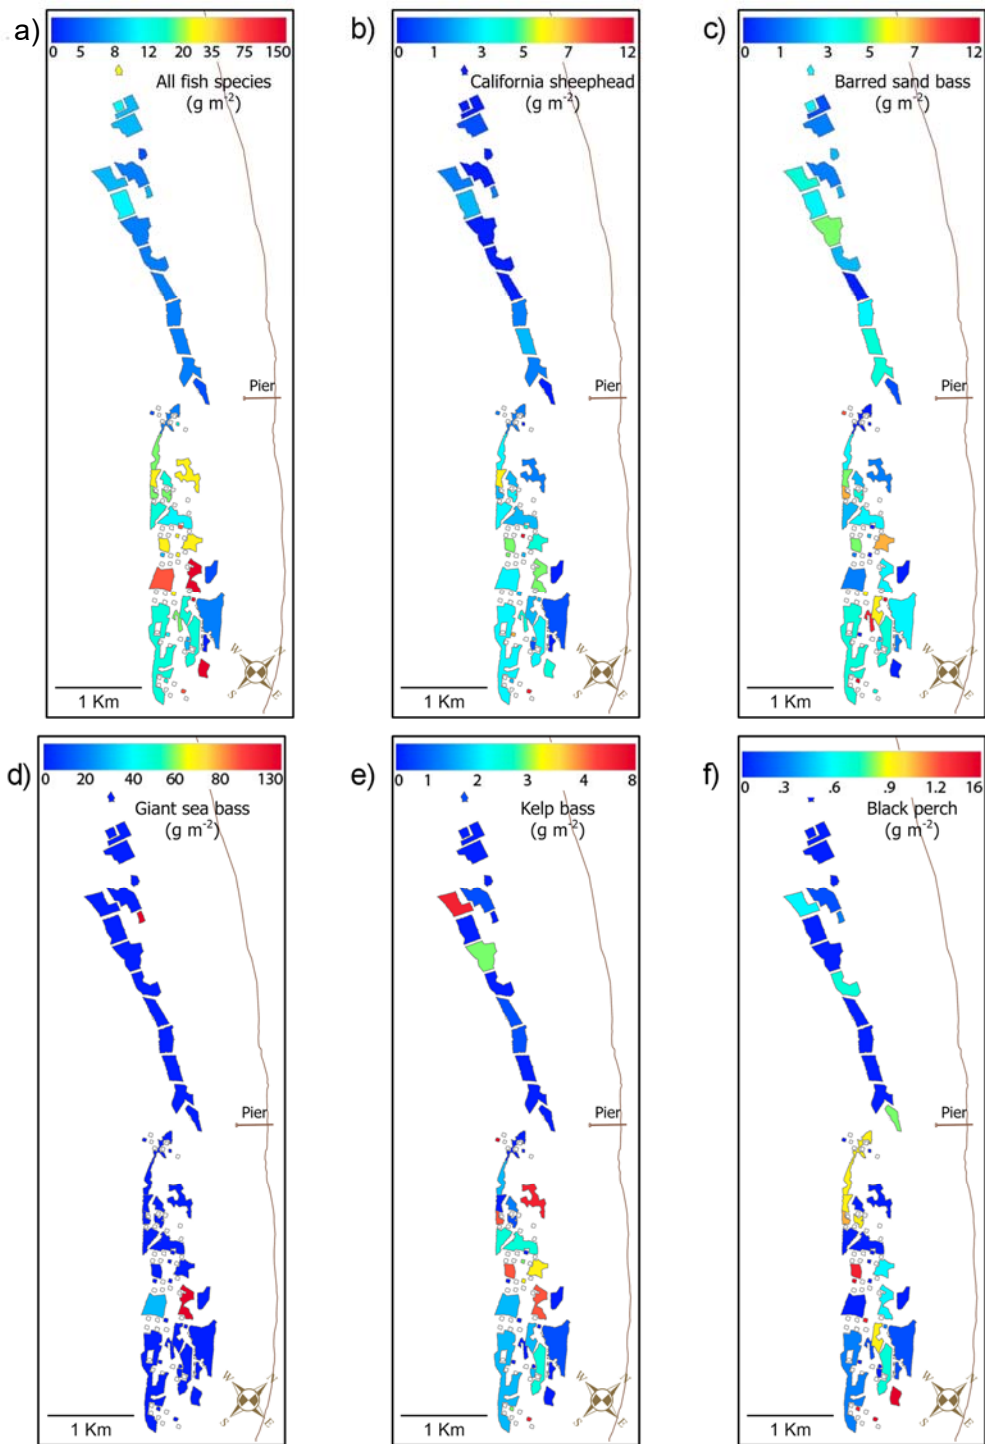 a)
0 5 8 12 20 35 75 150
All fish species
(g m⁻²)
Pier
1 Km
N
E
S
W
b)
0 1 3 5 7 12
California sheephead
(g m⁻²)
Pier
1 Km
N
E
S
W
c)
0 1 3 5 7 12
Barred sand bass
(g m⁻²)
Pier
1 Km
N
E
S
W
d)
0 20 40 60 80 130
Giant sea bass
(g m⁻²)
Pier
1 Km
N
E
S
W
e)
0 1 2 3 4 8
Kelp bass
(g m⁻²)
Pier
1 Km
N
E
S
W
f)
0 .3 .6 .9 1.2 16
Black perch
(g m⁻²)
Pier
1 Km
N
E
S
W